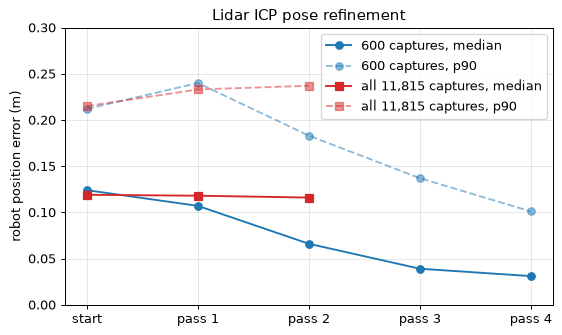 Lidar ICP pose refinement
robot position error (m)
0.30
0.25
0.20
0.15
0.10
0.05
0.00
600 captures, median
600 captures, p90
all 11,815 captures, median
all 11,815 captures, p90
start pass 1 pass 2 pass 3 pass 4